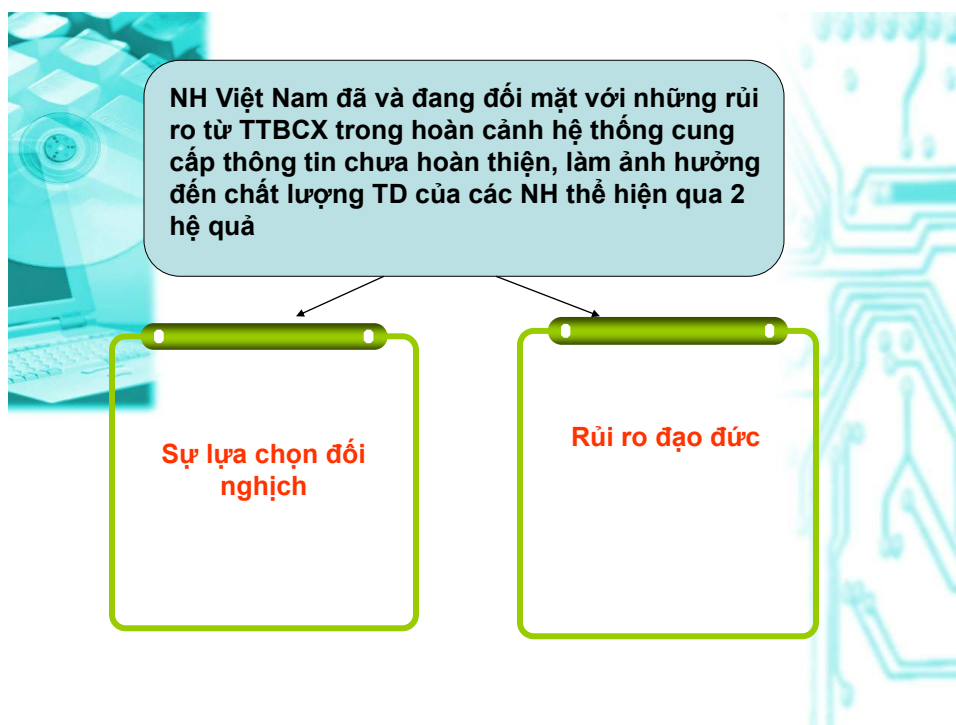 NH Việt Nam đã và đang đối mặt với những rủi
ro từ TTBCX trong hoàn cảnh hệ thống cung
cấp thông tin chưa hoàn thiện, làm ảnh hưởng
đến chất lượng TD của các NH thể hiện qua 2
hệ quả
Sự lựa chọn đối
nghịch
Rủi ro đạo đức